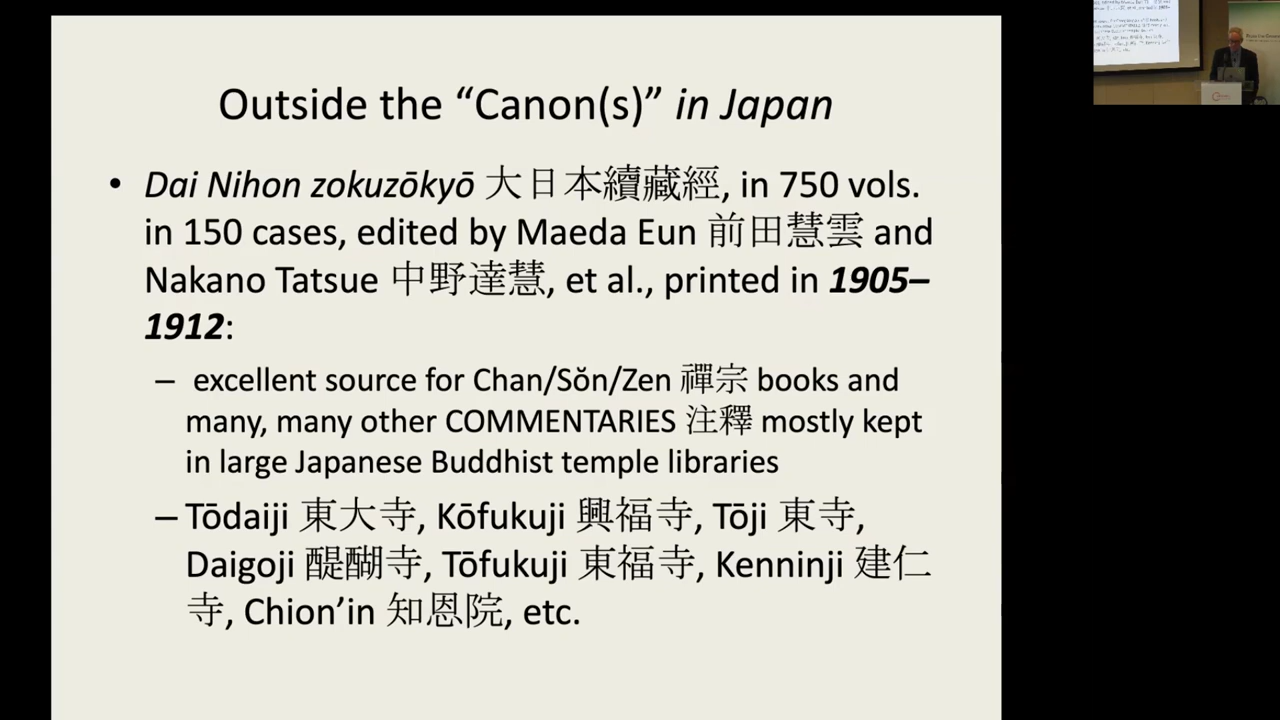 Outside the “Canon(s)” in Japan
• Dai Nihon zokuzōkyō 大日本續藏經, in 750 vols.
in 150 cases, edited by Maeda Eun 前田慧雲 and
Nakano Tatsue 中野達慧, et al., printed in 1905–
1912:
– excellent source for Chan/Sŏn/Zen 禪宗 books and
many, many other COMMENTARIES 注釋 mostly kept
in large Japanese Buddhist temple libraries
– Tōdaiji 東大寺, Kōfukuji 興福寺, Tōji 東寺,
Daigoji 醍醐寺, Tōfukuji 東福寺, Kenninji 建仁
寺, Chion’in 知恩院, etc.